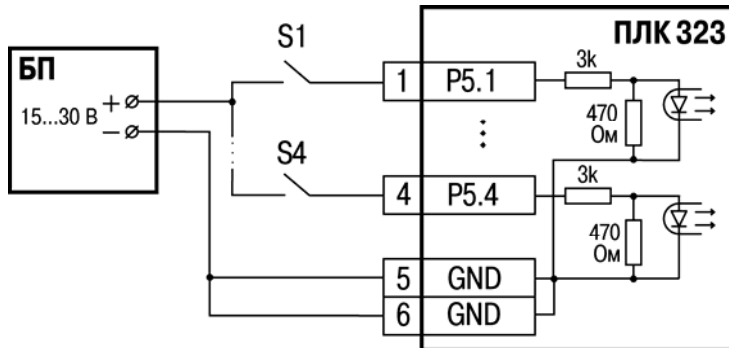 ПЛК 323
БП
15...30 В
+
−
S1
1
P5.1
3k
470
Ом
S4
4
P5.4
3k
470
Ом
5
GND
6
GND